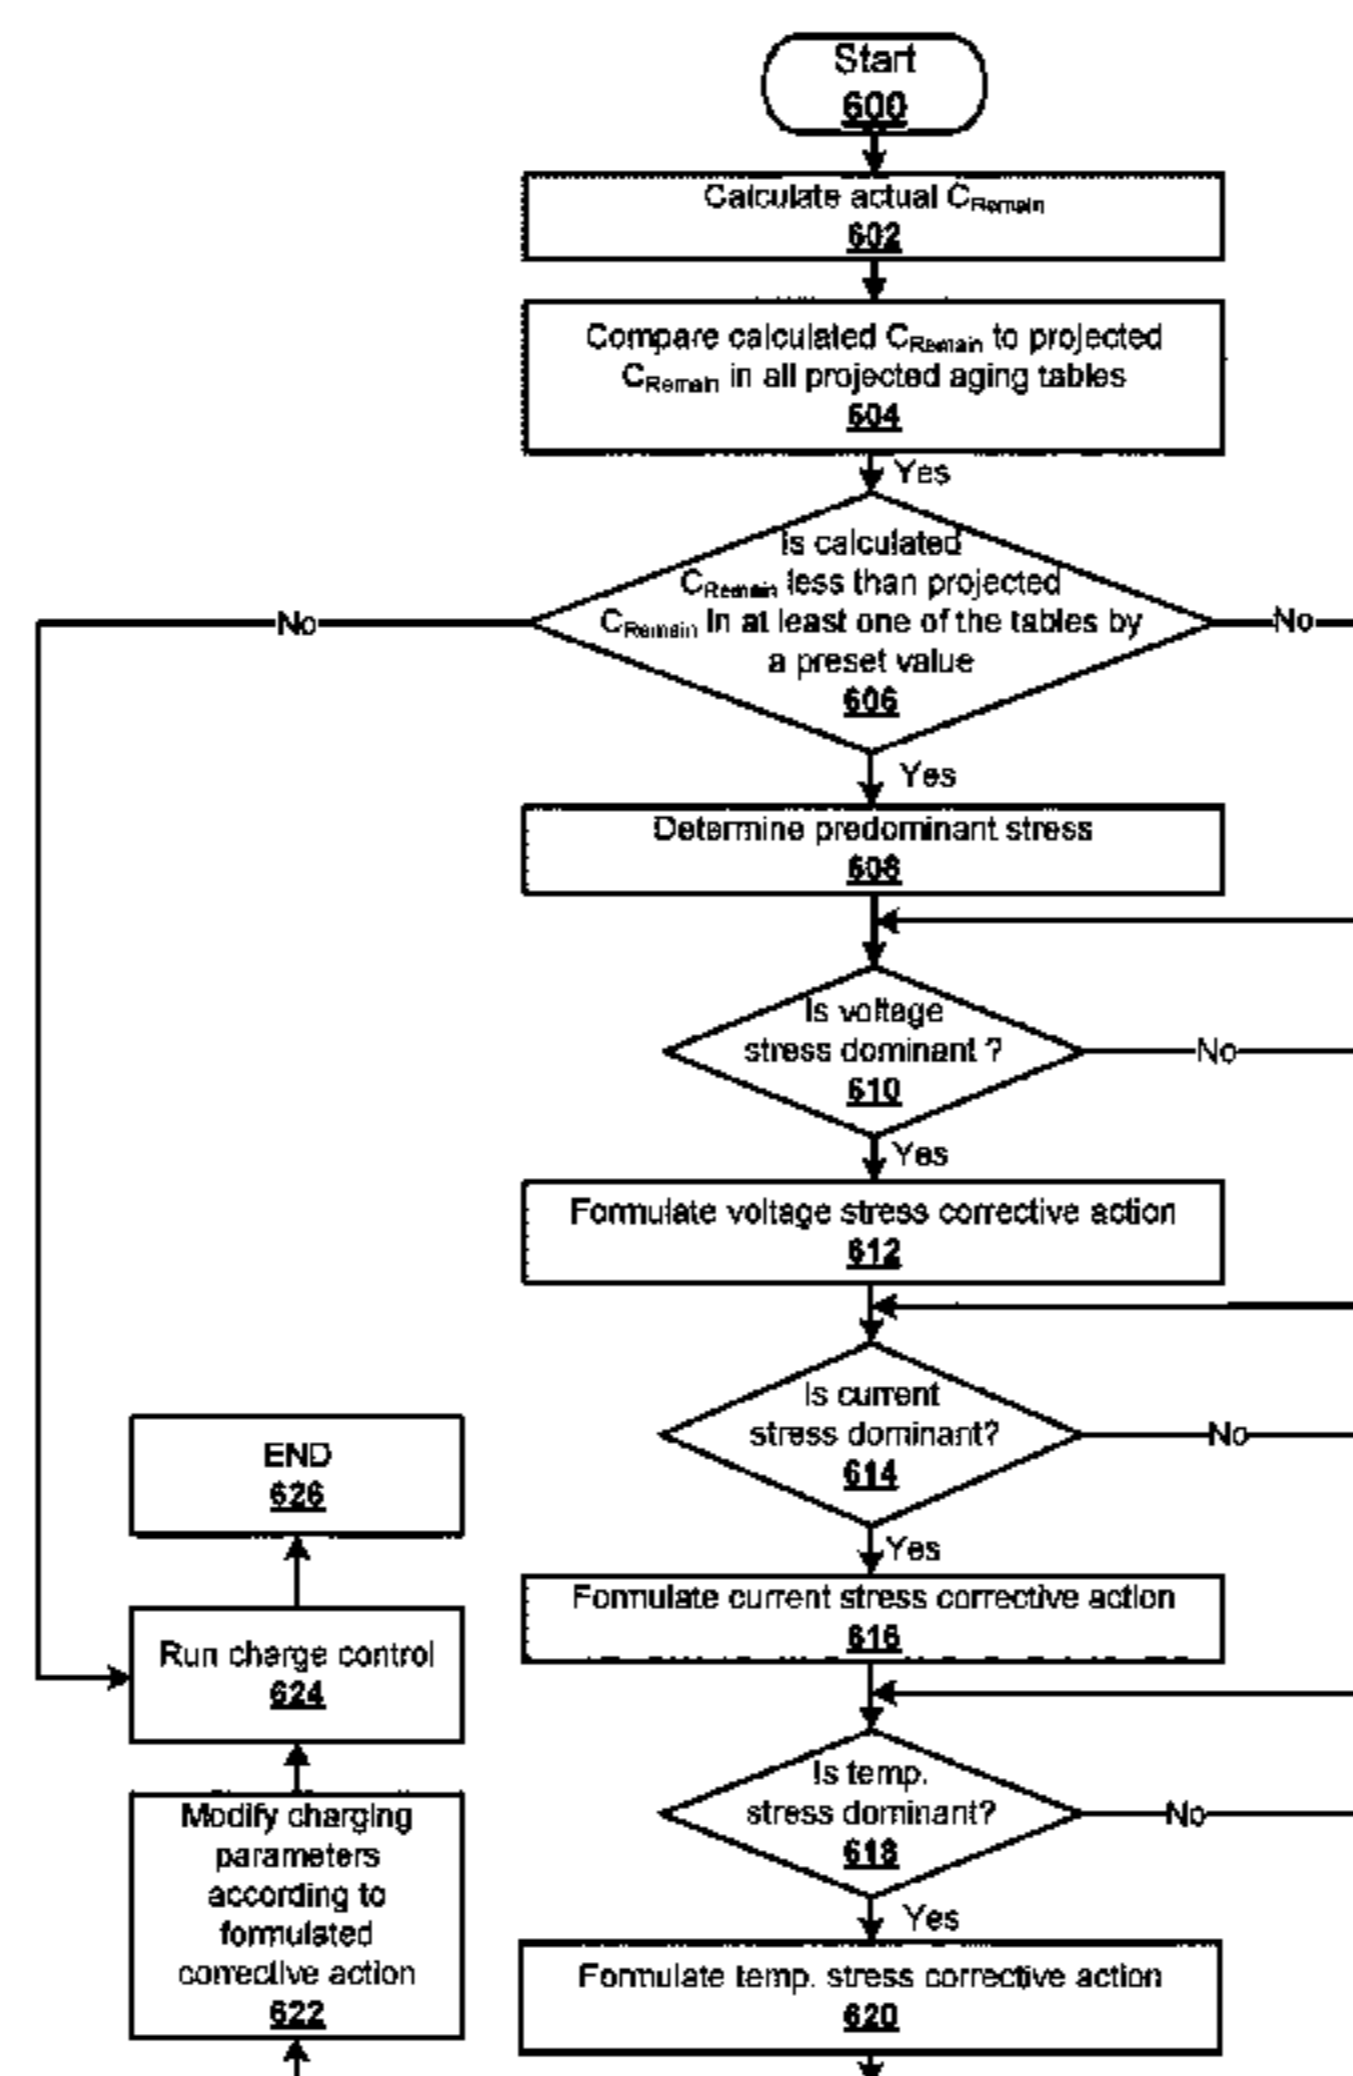 Start
600
Calculate actual CRemain
602
Compare calculated CRemain to projected
CRemain in all projected aging tables
604
Yes
Is calculated
CRemain less than projected
CRemain in at least one of the tables by
a preset value
606
No
No
Yes
Determine predominant stress
608
Is voltage
stress dominant ?
610
No
Yes
Formulate voltage stress corrective action
612
Is current
stress dominant?
614
No
Yes
Formulate current stress corrective action
616
Is temp.
stress dominant?
618
No
Yes
Formulate temp. stress corrective action
620
END
626
Run charge control
624
Modify charging
parameters
according to
formulated
corrective action
622